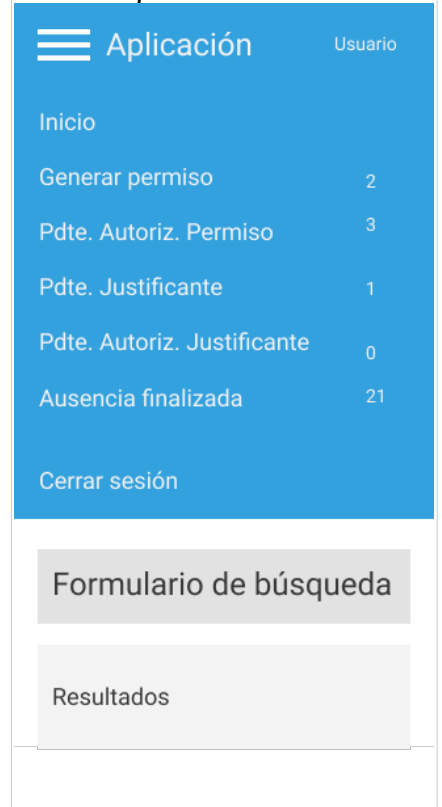 Aplicación Usuario
Inicio
Generar permiso 2
Pdte. Autoriz. Permiso 3
Pdte. Justificante 1
Pdte. Autoriz. Justificante 0
Ausencia finalizada 21
Cerrar sesión
Formulario de búsqueda
Resultados